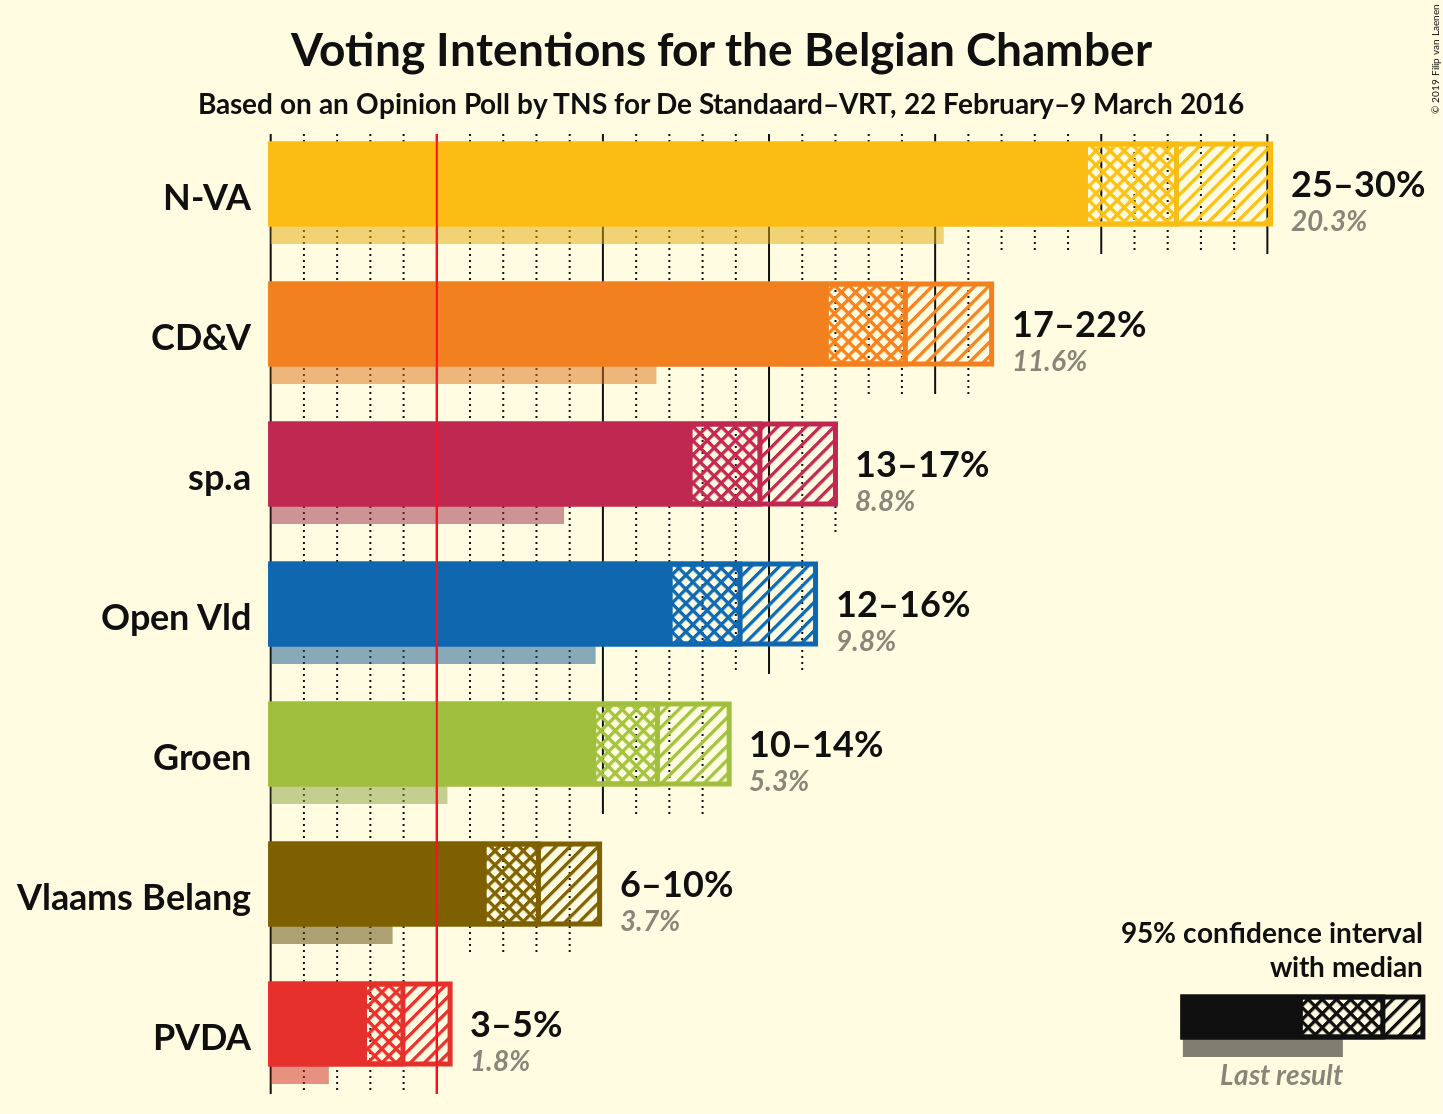 Voting Intentions for the Belgian Chamber
Based on an Opinion Poll by TNS for De Standaard–VRT, 22 February–9 March 2016
© 2019 Filip van Laenen
N-VA
25–30%
20.3%
CD&V
17–22%
11.6%
sp.a
13–17%
8.8%
Open Vld
12–16%
9.8%
Groen
10–14%
5.3%
Vlaams Belang
6–10%
3.7%
PVDA
3–5%
1.8%
95% confidence interval
with median
Last result